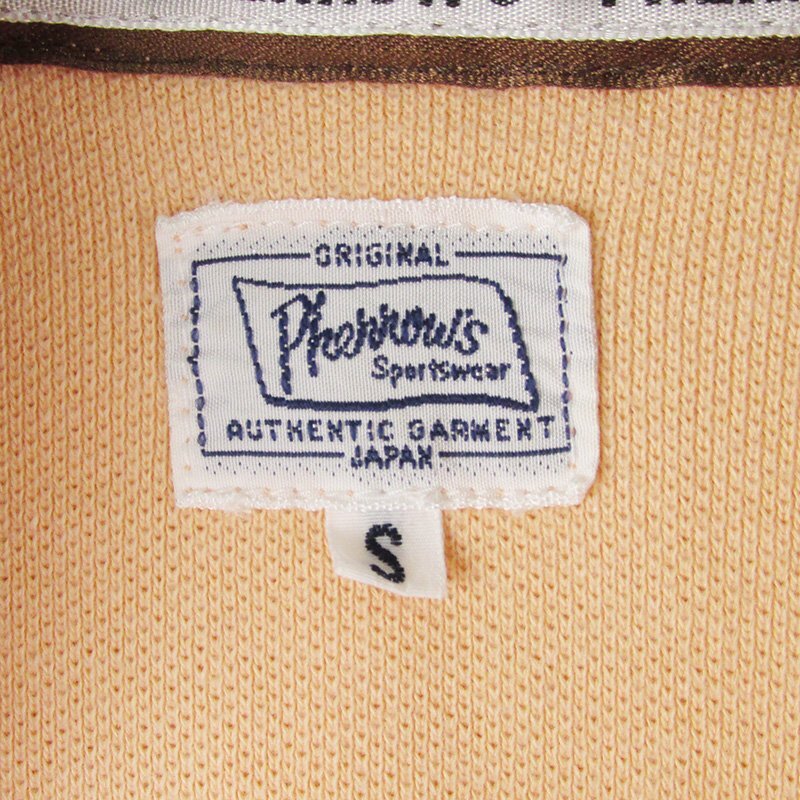 ORIGINAL
Pherrow's
Sportswear
AUTHENTIC GARMENT
JAPAN
S